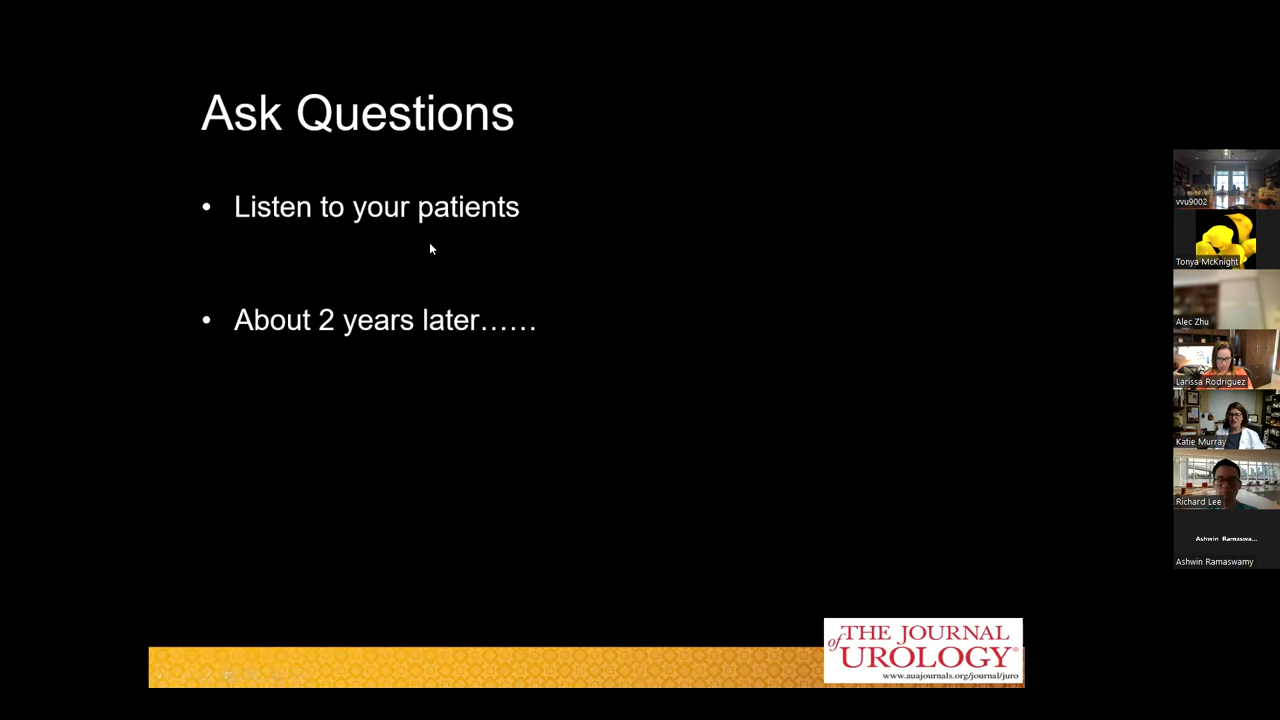 Ask Questions
• Listen to your patients
• About 2 years later……
THE JOURNAL
of UROLOGY®
www.auajournals.org/journal/juro
vvu9002
Tonya McKnight
Alec Zhu
Larissa Rodriguez
Katie Murray
Richard Lee
Ashwin Ramaswa...
Ashwin Ramaswamy